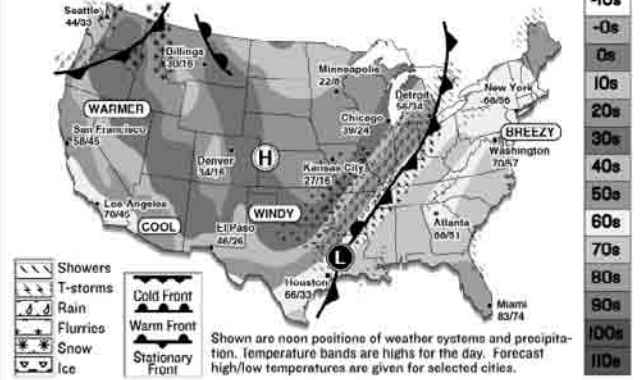 Seattle
44/33
Billings
30/16
Minneapolis
Detroit
56/34
New York
66/56
WARMER
Chicago
39/24
BREEZY
San Francisco
58/45
Washington
70/57
H
Denver
34/16
Kansas City
27/16
Los Angeles
70/45
WINDY
COOL
El Paso
46/26
Atlanta
68/51
L
Houston
66/33
Miami
83/74
Showers
T-storms
Rain
Flurries
Snow
Ice
Cold Front
Warm Front
Stationary
Front
Shown are noon positions of weather systems and precipita-
tion. Temperature bands are highs for the day. Forecast
high/low temperatures are given for selected cities.
-10s
-0s
0s
10s
20s
30s
40s
50s
60s
70s
80s
90s
100s
110s